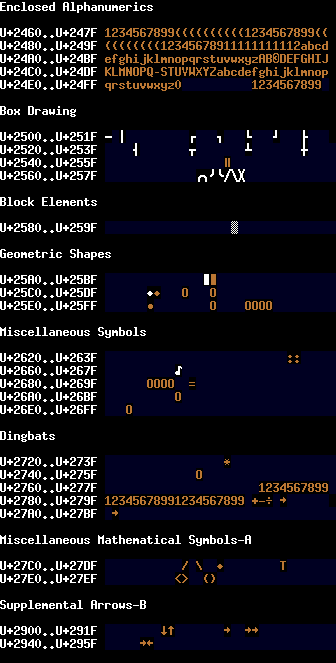 Enclosed Alphanumerics
U+2460..U+247F 1234567899((((((((((1234567899((
U+2480..U+249F ((((((((1234567891111111112abcd
U+24A0..U+24BF efghijklmnopqrstuvwxyzAB0DEFGHIJ
U+24C0..U+24DF KLMNOPQ-STUVWXYZabcdefghijklmnop
U+24E0..U+24FF qrstuvwxyz0 1234567899
Box Drawing
U+2500..U+251F ─ │ ┌ ┐ └ ┘ ├
U+2520..U+253F ┤ ┬ ┴ ┼
U+2540..U+255F ║
U+2560..U+257F ╭╮╯╰╱╲╳
Block Elements
U+2580..U+259F ▒
Geometric Shapes
U+25A0..U+25BF ▮▮
U+25C0..U+25DF ◆◆ O O
U+25E0..U+25FF ● O OOOO
Miscellaneous Symbols
U+2620..U+263F ::
U+2660..U+267F ♪
U+2680..U+269F OOOO =
U+26A0..U+26BF O
U+26E0..U+26FF O
Dingbats
U+2720..U+273F *
U+2740..U+275F O
U+2760..U+277F 1234567899
U+2780..U+279F 12345678991234567899 +−÷ →
U+27A0..U+27BF →
Miscellaneous Mathematical Symbols-A
U+27C0..U+27DF / \ ◆ T
U+27E0..U+27EF <> ()
Supplemental Arrows-B
U+2900..U+291F ↓↑ → →→
U+2940..U+295F →←